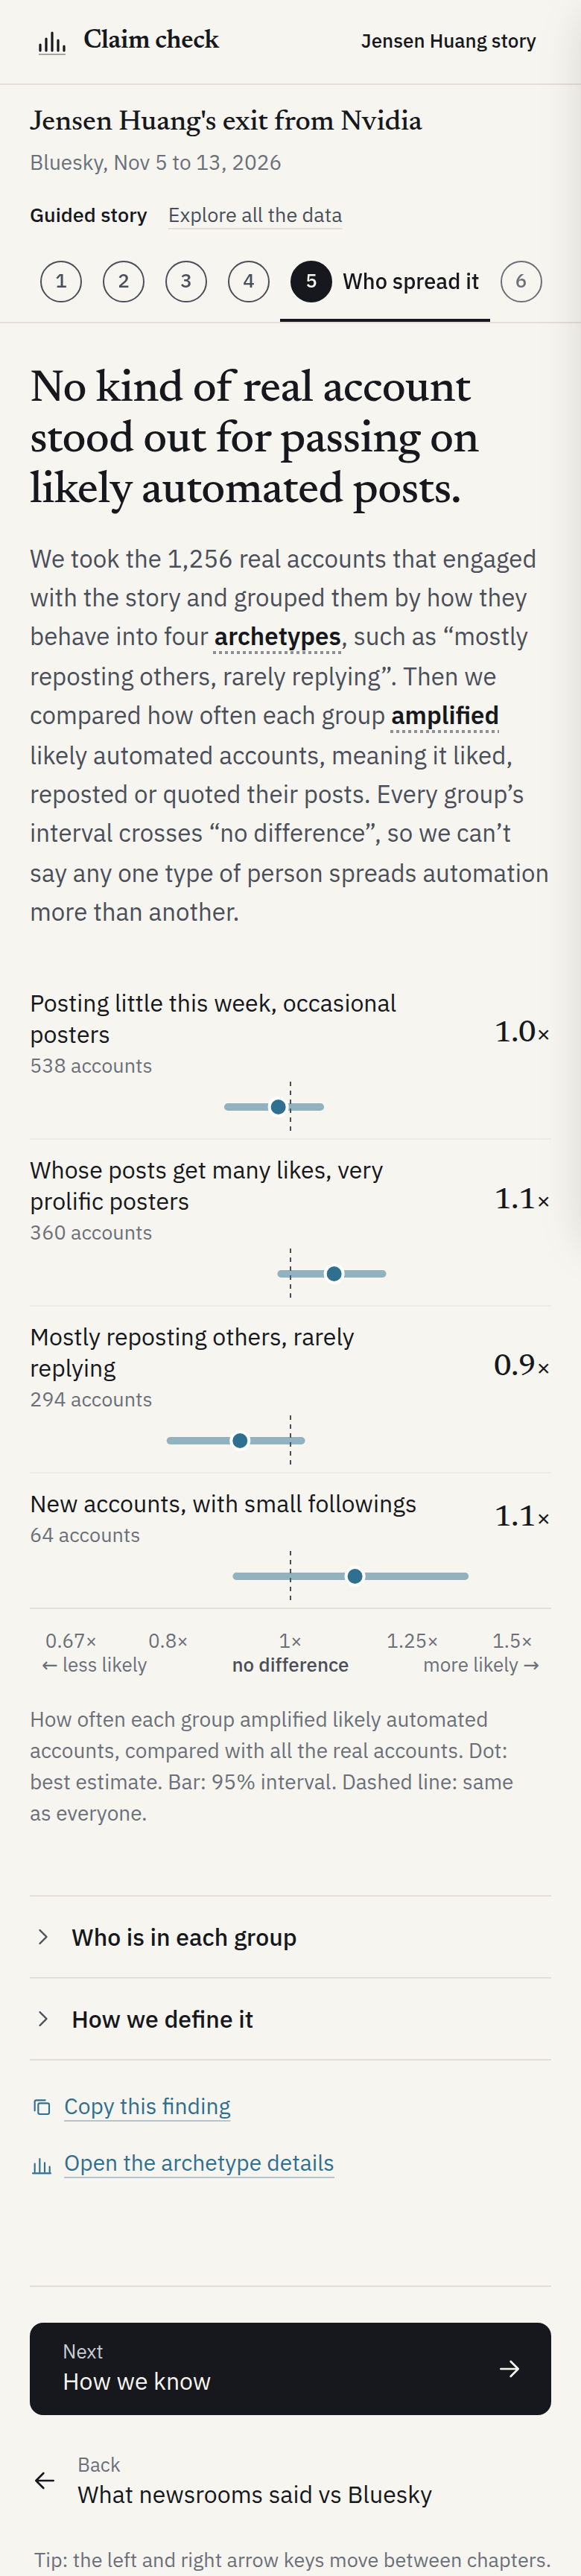 Claim check
Jensen Huang story
Jensen Huang's exit from Nvidia
Bluesky, Nov 5 to 13, 2026
Guided story Explore all the data
1 2 3 4 5 Who spread it 6
No kind of real account
stood out for passing on
likely automated posts.
We took the 1,256 real accounts that engaged
with the story and grouped them by how they
behave into four archetypes, such as “mostly
reposting others, rarely replying”. Then we
compared how often each group amplified
likely automated accounts, meaning it liked,
reposted or quoted their posts. Every group’s
interval crosses “no difference”, so we can’t
say any one type of person spreads automation
more than another.
Posting little this week, occasional
posters
538 accounts
1.0×
Whose posts get many likes, very
prolific posters
360 accounts
1.1×
Mostly reposting others, rarely
replying
294 accounts
0.9×
New accounts, with small followings
64 accounts
1.1×
0.67× 0.8× 1× 1.25× 1.5×
← less likely no difference more likely →
How often each group amplified likely automated
accounts, compared with all the real accounts. Dot:
best estimate. Bar: 95% interval. Dashed line: same
as everyone.
Who is in each group
How we define it
Copy this finding
Open the archetype details
Next
How we know
→
←
Back
What newsrooms said vs Bluesky
Tip: the left and right arrow keys move between chapters.